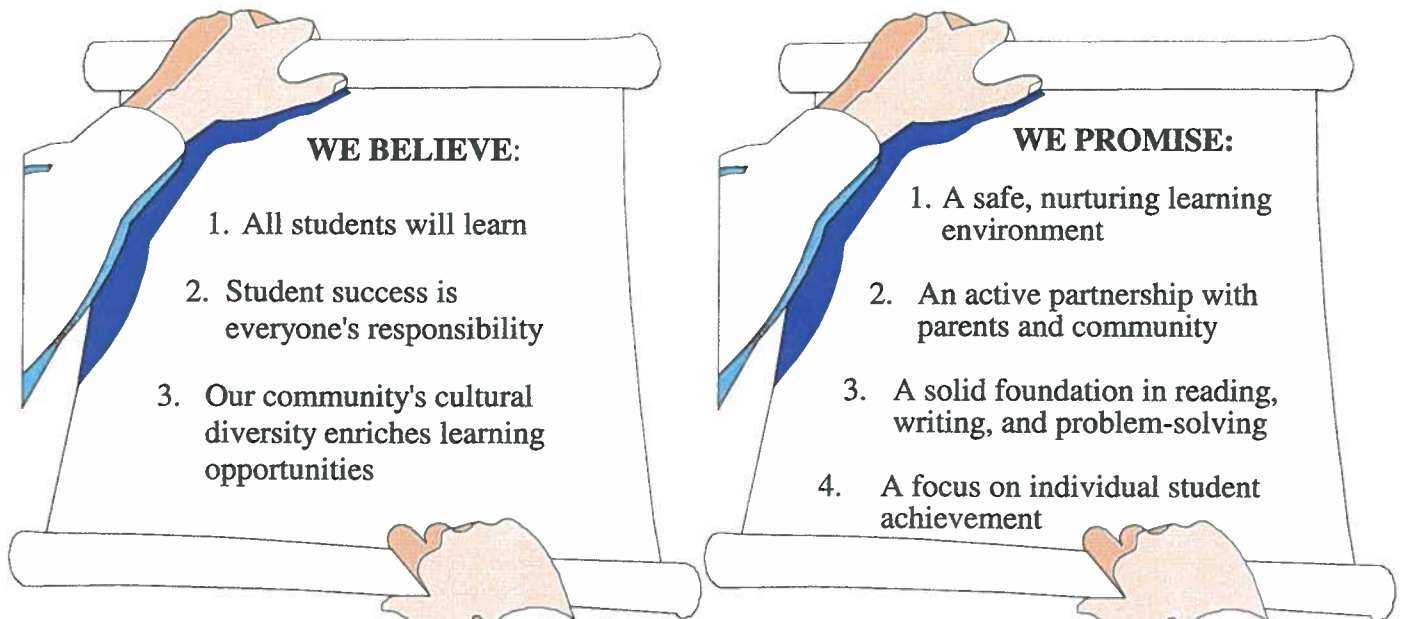 WE BELIEVE:
1. All students will learn
2. Student success is
everyone's responsibility
3. Our community's cultural
diversity enriches learning
opportunities
WE PROMISE:
1. A safe, nurturing learning
environment
2. An active partnership with
parents and community
3. A solid foundation in reading,
writing, and problem-solving
4. A focus on individual student
achievement